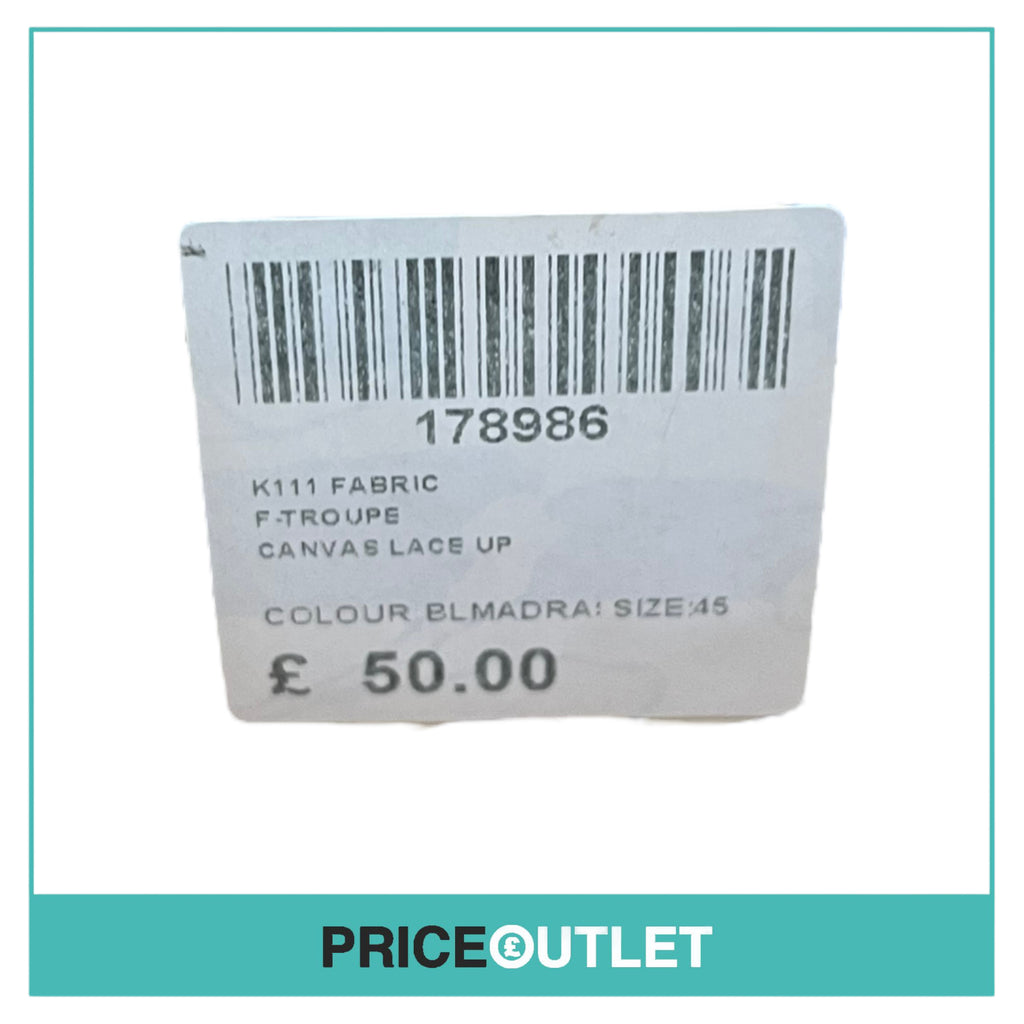 178986
K111 FABRIC
F-TROUPE
CANVAS LACE UP
COLOUR BLMADRA: SIZE:45
£ 50.00
PRICE£OUTLET